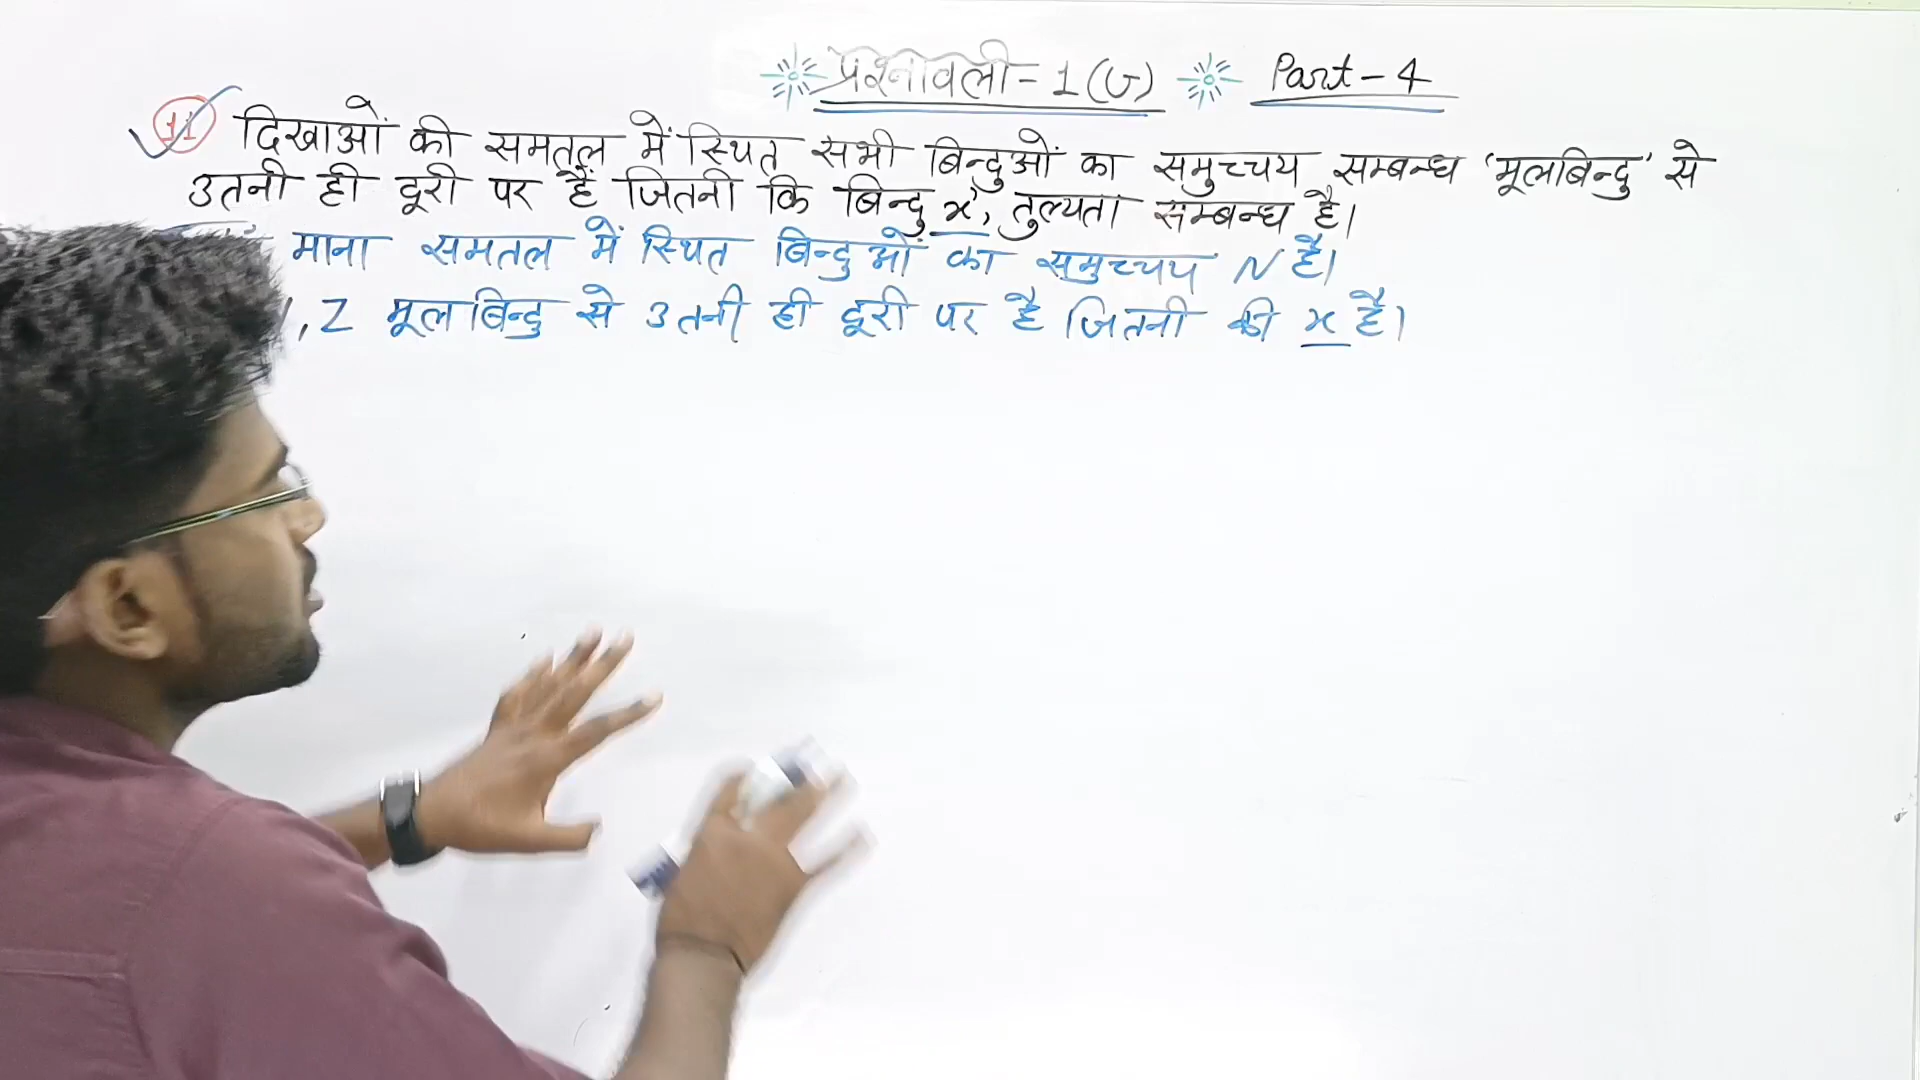 प्रश्नावली-1(J) Part-4
11 दिखाओं की समतल में स्थित सभी बिन्दुओं का समुच्चय सम्बन्ध 'मूलबिन्दु' से
उतनी ही दूरी पर हैं जितनी कि बिन्दु x', तुल्यता सम्बन्ध है।
माना समतल में स्थित बिन्दुओं का समुच्चय N है।
, Z मूलबिन्दु से उतनी ही दूरी पर है जितनी की x है।